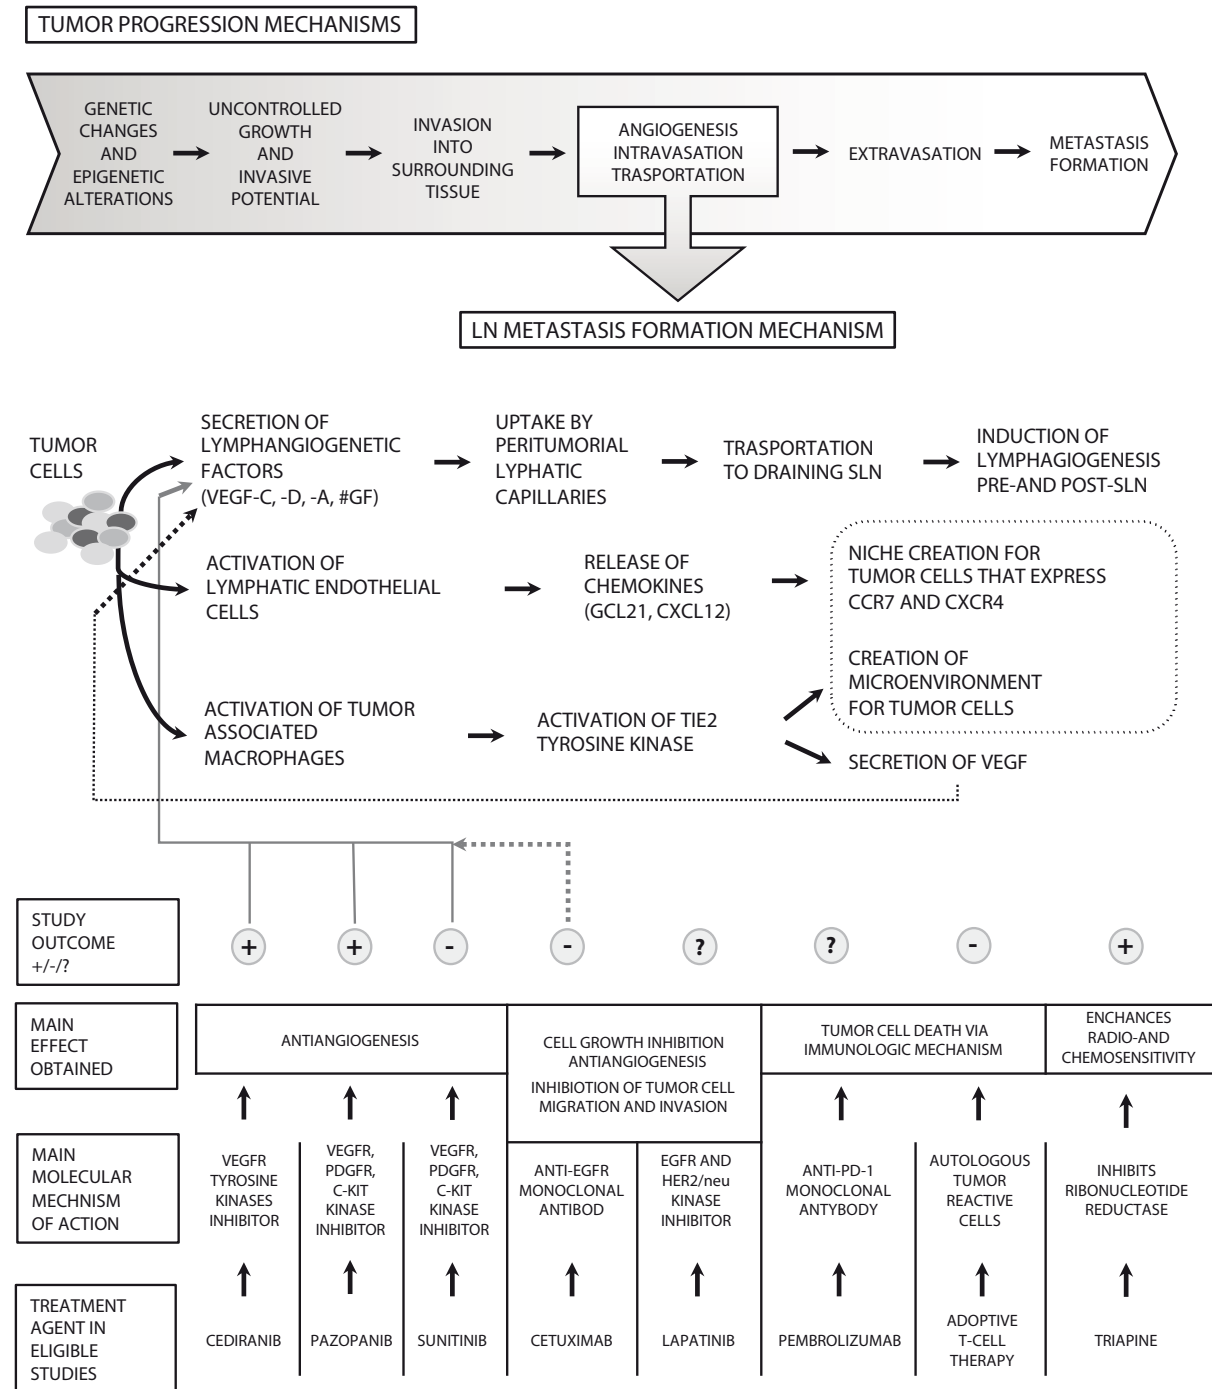 TUMOR PROGRESSION MECHANISMS
GENETIC
CHANGES
AND
EPIGENETIC
ALTERATIONS
UNCONTROLLED
GROWTH
AND
INVASIVE
POTENTIAL
INVASION
INTO
SURROUNDING
TISSUE
ANGIOGENESIS
INTRAVASATION
TRASPORTATION
EXTRAVASATION
METASTASIS
FORMATION
LN METASTASIS FORMATION MECHANISM
TUMOR
CELLS
SECRETION OF
LYMPHANGIOGENETIC
FACTORS
(VEGF-C, -D, -A, #GF)
UPTAKE BY
PERITUMORIAL
LYPHATIC
CAPILLARIES
TRASPORTATION
TO DRAINING SLN
INDUCTION OF
LYMPHAGIOGENESIS
PRE-AND POST-SLN
ACTIVATION OF
LYMPHATIC ENDOTHELIAL
CELLS
RELEASE OF
CHEMOKINES
(GCL21, CXCL12)
NICHE CREATION FOR
TUMOR CELLS THAT EXPRESS
CCR7 AND CXCR4
ACTIVATION OF TUMOR
ASSOCIATED
MACROPHAGES
ACTIVATION OF TIE2
TYROSINE KINASE
CREATION OF
MICROENVIRONMENT
FOR TUMOR CELLS
SECRETION OF VEGF
STUDY
OUTCOME
+/-/?
+
+
-
-
?
?
-
+
MAIN
EFFECT
OBTAINED
ANTIANGIOGENESIS
CELL GROWTH INHIBITION
ANTIANGIOGENESIS
INHIBIOTION OF TUMOR CELL
MIGRATION AND INVASION
TUMOR CELL DEATH VIA
IMMUNOLOGIC MECHANISM
ENCHANCES
RADIO-AND
CHEMOSENSITIVITY
MAIN
MOLECULAR
MECHNISM
OF ACTION
VEGFR
TYROSINE
KINASES
INHIBITOR
VEGFR,
PDGFR,
C-KIT
KINASE
INHIBITOR
VEGFR,
PDGFR,
C-KIT
KINASE
INHIBITOR
ANTI-EGFR
MONOCLONAL
ANTIBOD
EGFR AND
HER2/neu
KINASE
INHIBITOR
ANTI-PD-1
MONOCLONAL
ANTYBODY
AUTOLOGOUS
TUMOR
REACTIVE
CELLS
INHIBITS
RIBONUCLEOTIDE
REDUCTASE
TREATMENT
AGENT IN
ELIGIBLE
STUDIES
CEDIRANIB
PAZOPANIB
SUNITINIB
CETUXIMAB
LAPATINIB
PEMBROLIZUMAB
ADOPTIVE
T-CELL
THERAPY
TRIAPINE